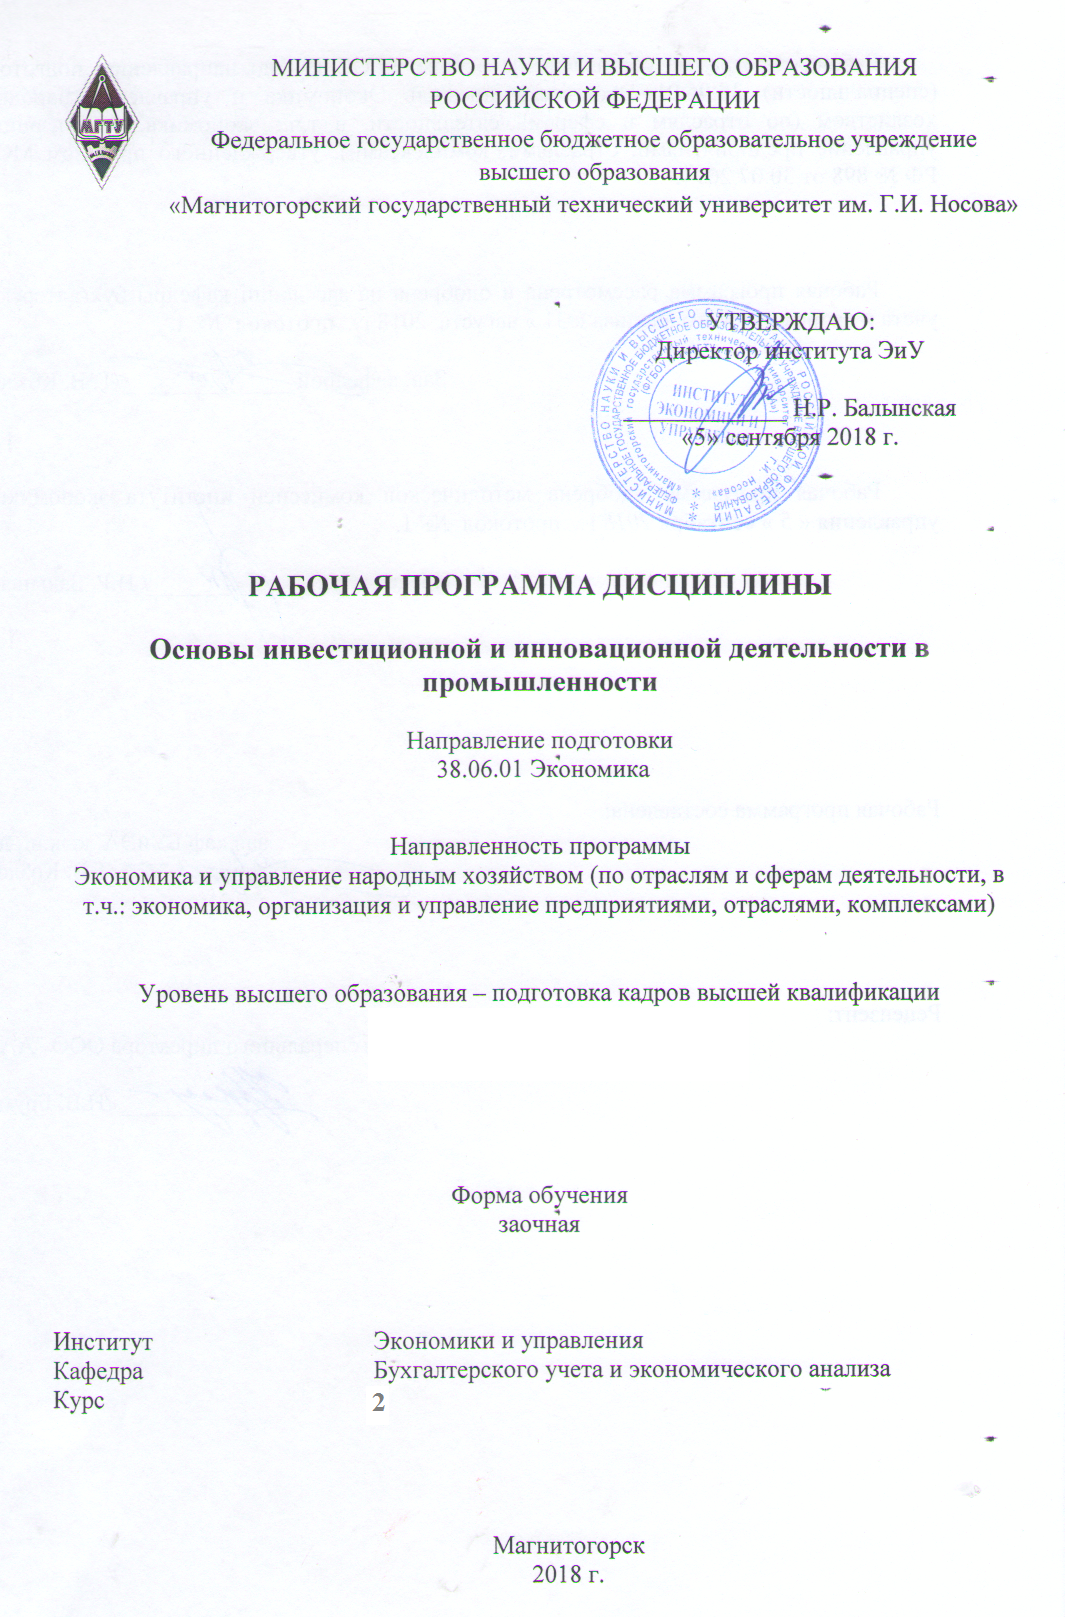 МИНИСТЕРСТВО НАУКИ И ВЫСШЕГО ОБРАЗОВАНИЯ
РОССИЙСКОЙ ФЕДЕРАЦИИ
Федеральное государственное бюджетное образовательное учреждение
высшего образования
«Магнитогорский государственный технический университет им. Г.И. Носова»
МГТУ
УТВЕРЖДАЮ:
Директор института ЭиУ
Н.Р. Балынская
«5» сентября 2018 г.
ИНСТИТУТ
ЭКОНОМИКИ И
УПРАВЛЕНИЯ
РАБОЧАЯ ПРОГРАММА ДИСЦИПЛИНЫ
Основы инвестиционной и инновационной деятельности в
промышленности
Направление подготовки
38.06.01 Экономика
Направленность программы
Экономика и управление народным хозяйством (по отраслям и сферам деятельности, в
т.ч.: экономика, организация и управление предприятиями, отраслями, комплексами)
Уровень высшего образования – подготовка кадров высшей квалификации
Форма обучения
заочная
Институт Экономики и управления
Кафедра Бухгалтерского учета и экономического анализа
Курс 2
Магнитогорск
2018 г.